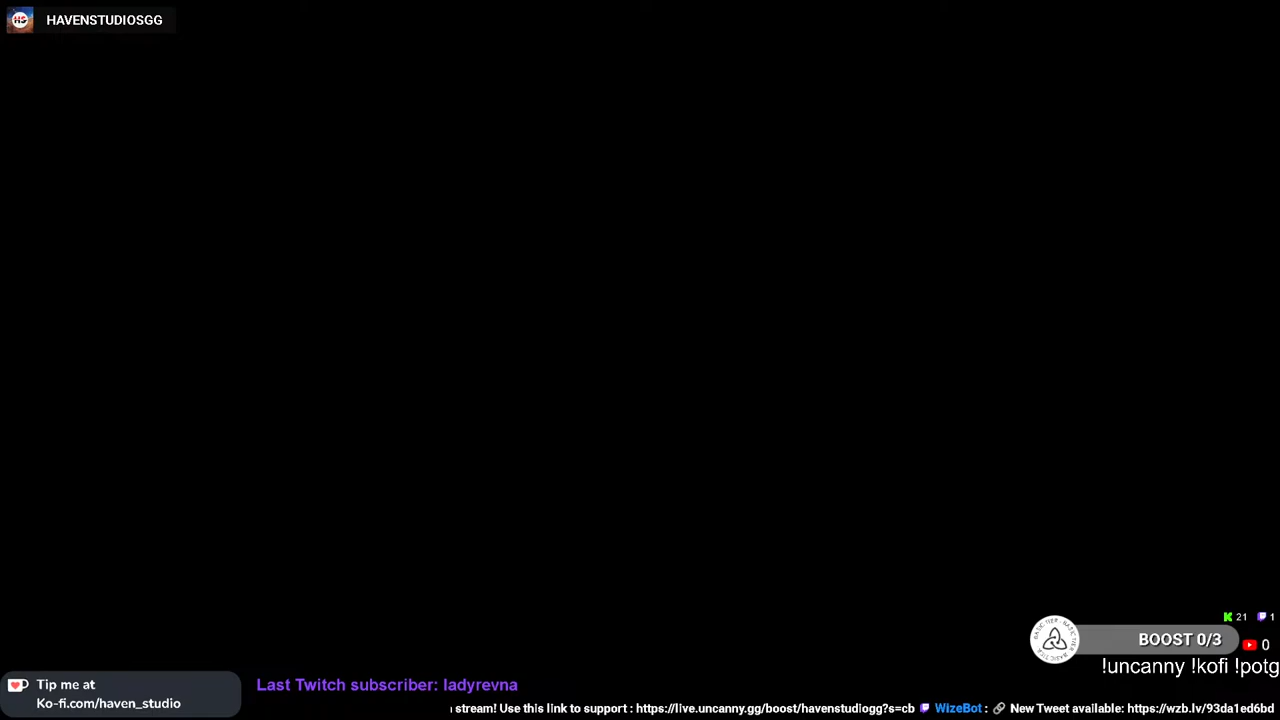 HAVENSTUDIOSGG
K 21 1
BOOST 0/3
0
!uncanny !kofi !potg
Tip me at
Ko-fi.com/haven_studio
Last Twitch subscriber: ladyrevna
stream! Use this link to support : https://live.uncanny.gg/boost/havenstudiogg?s=cb WizeBot : New Tweet available: https://wzb.lv/93da1ed6bd